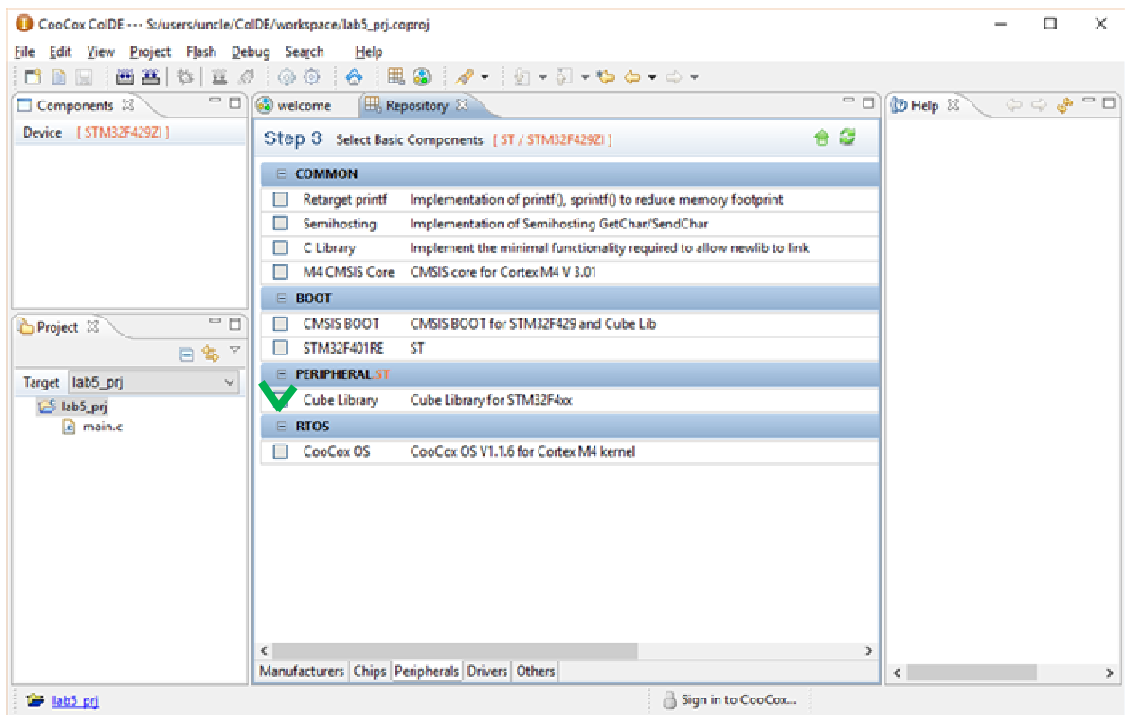 CooCox CoIDE --- S:/users/uncle/CoIDE/workspace/lab5_prj.coproj
File Edit View Project Flash Debug Search Help
Components
Device [ STM32F429ZI ]
welcome
Repository
Help
Step 3 Select Basic Components [ ST / STM32F429ZI ]
COMMON
Retarget printf Implementation of printf(), sprintf() to reduce memory footprint
Semihosting Implementation of Semihosting GetChar/SendChar
C Library Implement the minimal functionality required to allow newlib to link
M4 CMSIS Core CMSIS core for Cortex M4 V 3.01
BOOT
CMSIS BOOT CMSIS BOOT for STM32F429 and Cube Lib
STM32F401RE ST
PERIPHERAL.ST
Cube Library Cube Library for STM32F4xx
RTOS
CooCox OS CooCox OS V1.1.6 for Cortex M4 kernel
Project
Target lab5_prj
lab5_prj
main.c
Manufacturers Chips Peripherals Drivers Others
lab5_prj
Sign in to CooCox...